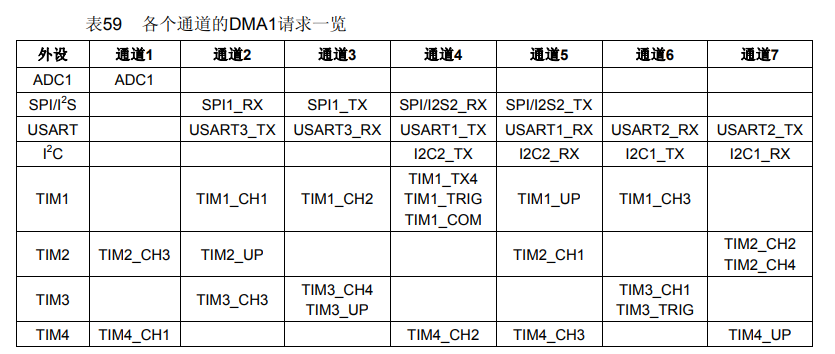 表59 各个通道的DMA1请求一览
外设 通道1 通道2 通道3 通道4 通道5 通道6 通道7
ADC1 ADC1
SPI/I²S SPI1_RX SPI1_TX SPI/I2S2_RX SPI/I2S2_TX
USART USART3_TX USART3_RX USART1_TX USART1_RX USART2_RX USART2_TX
I²C I2C2_TX I2C2_RX I2C1_TX I2C1_RX
TIM1 TIM1_CH1 TIM1_CH2 TIM1_TX4 TIM1_UP TIM1_CH3
TIM1_TRIG
TIM1_COM
TIM2 TIM2_CH3 TIM2_UP TIM2_CH1 TIM2_CH2
TIM2_CH4
TIM3 TIM3_CH3 TIM3_CH4 TIM3_CH1
TIM3_UP TIM3_TRIG
TIM4 TIM4_CH1 TIM4_CH2 TIM4_CH3 TIM4_UP